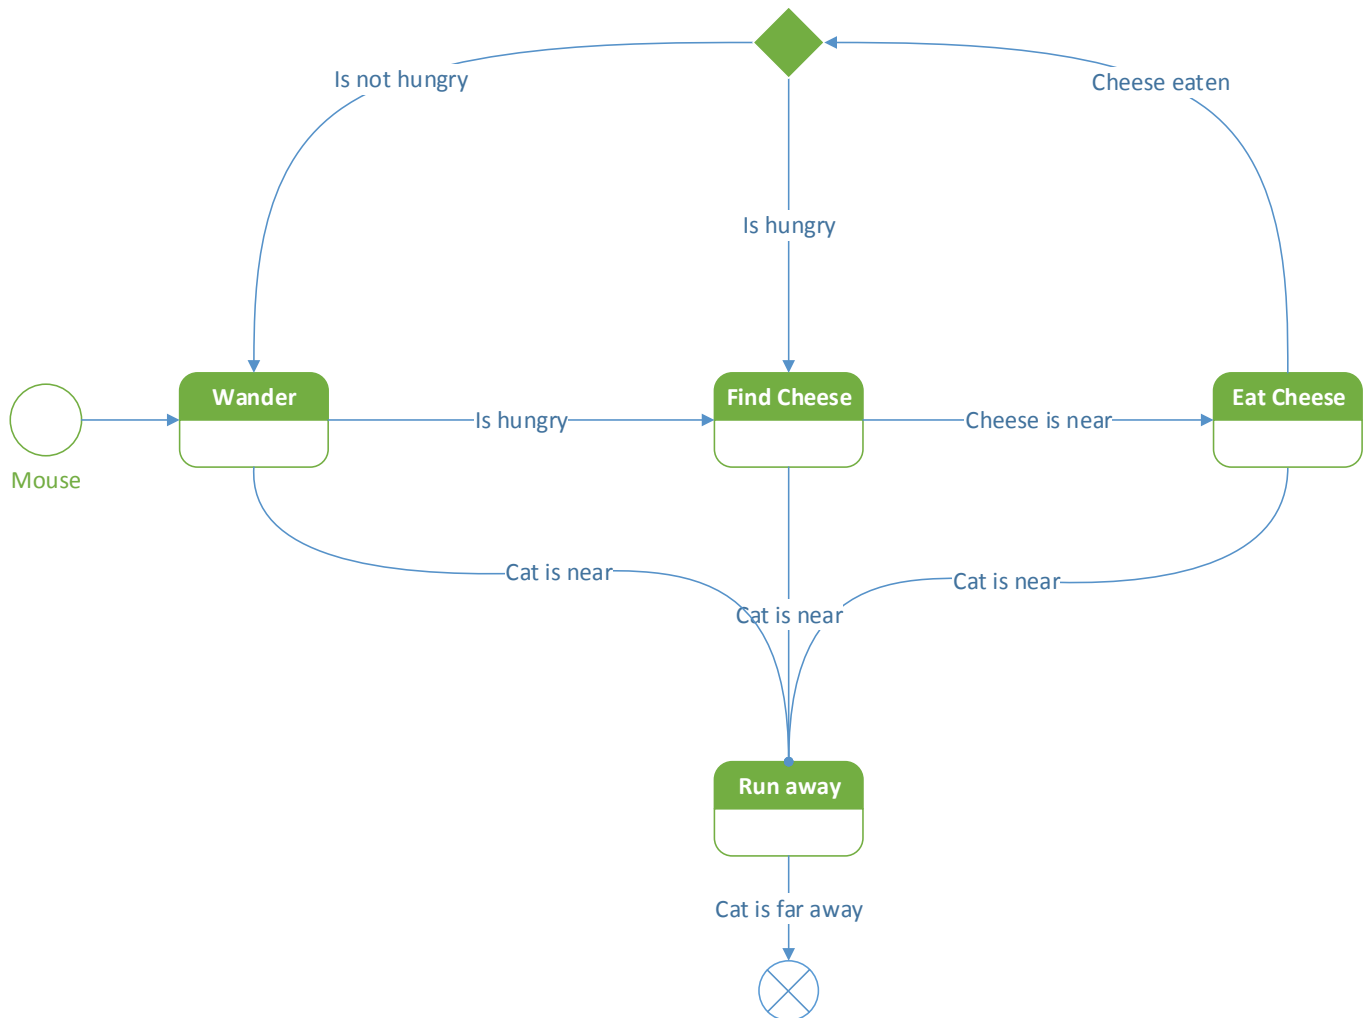 Is not hungry
Cheese eaten
Is hungry
Wander
Find Cheese
Eat Cheese
Is hungry
Cheese is near
Mouse
Cat is near
Cat is near
Cat is near
Run away
Cat is far away